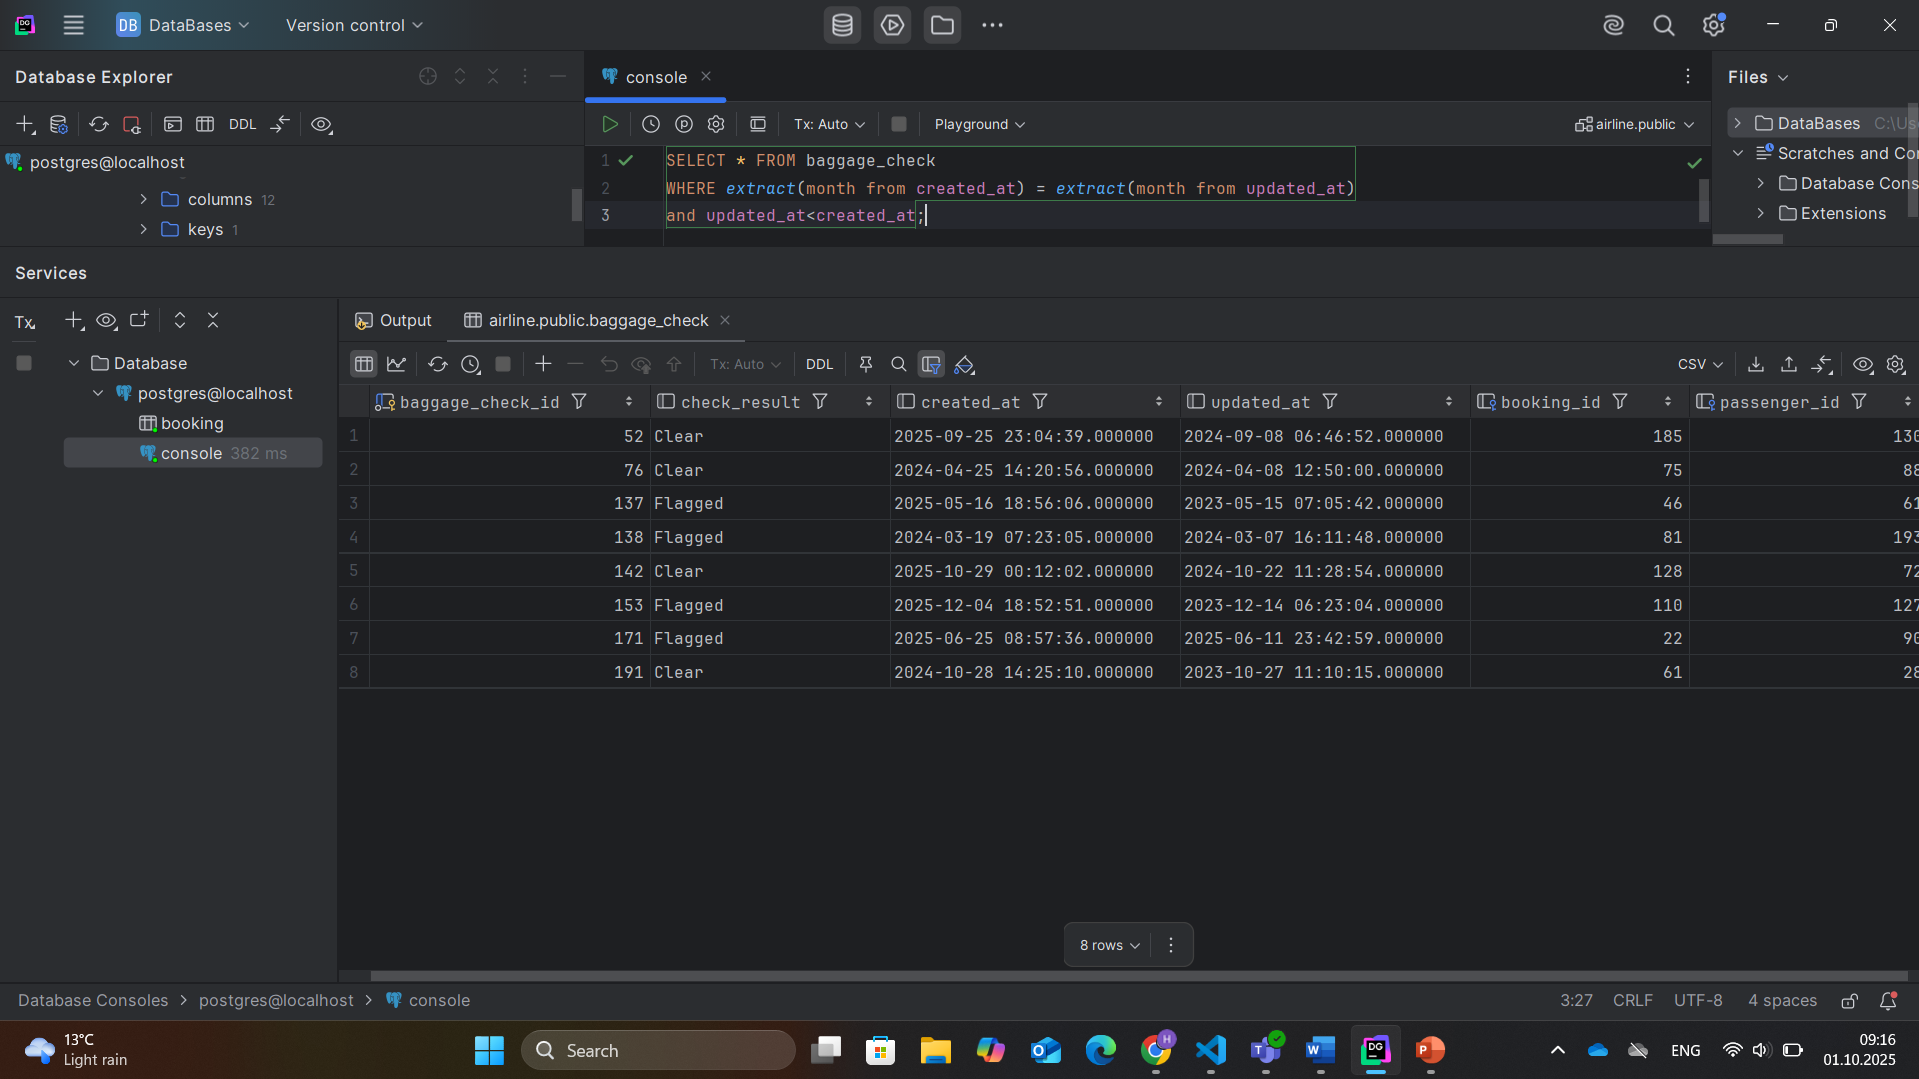 DB DataBases Version control
Database Explorer
console
Files
DDL
Tx: Auto
Playground
airline.public
DataBases C:\Us
Scratches and Co
Database Cons
Extensions
postgres@localhost
columns 12
keys 1
1 SELECT * FROM baggage_check
2 WHERE extract(month from created_at) = extract(month from updated_at)
3 and updated_at<created_at;
Services
Tx
Database
postgres@localhost
booking
console 382 ms
Output airline.public.baggage_check
Tx: Auto DDL CSV
baggage_check_id check_result created_at updated_at booking_id passenger_id
1 52 Clear 2025-09-25 23:04:39.000000 2024-09-08 06:46:52.000000 185 130
2 76 Clear 2024-04-25 14:20:56.000000 2024-04-08 12:50:00.000000 75 88
3 137 Flagged 2025-05-16 18:56:06.000000 2023-05-15 07:05:42.000000 46 61
4 138 Flagged 2024-03-19 07:23:05.000000 2024-03-07 16:11:48.000000 81 193
5 142 Clear 2025-10-29 00:12:02.000000 2024-10-22 11:28:54.000000 128 72
6 153 Flagged 2025-12-04 18:52:51.000000 2023-12-14 06:23:04.000000 110 127
7 171 Flagged 2025-06-25 08:57:36.000000 2025-06-11 23:42:59.000000 22 90
8 191 Clear 2024-10-28 14:25:10.000000 2023-10-27 11:10:15.000000 61 28
8 rows
Database Consoles > postgres@localhost > console
3:27 CRLF UTF-8 4 spaces
13°C
Light rain
Search
ENG
09:16
01.10.2025